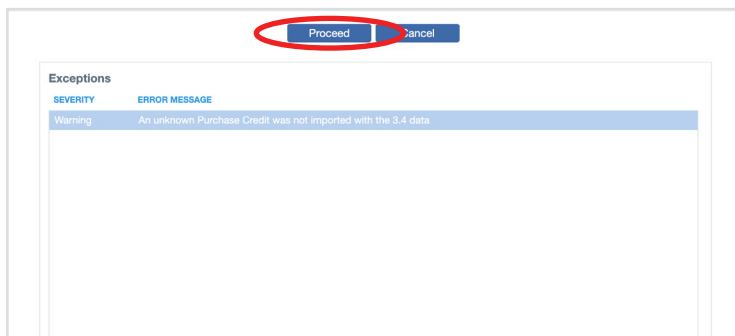 Proceed Cancel
Exceptions
SEVERITY ERROR MESSAGE
Warning An unknown Purchase Credit was not imported with the 3.4 data